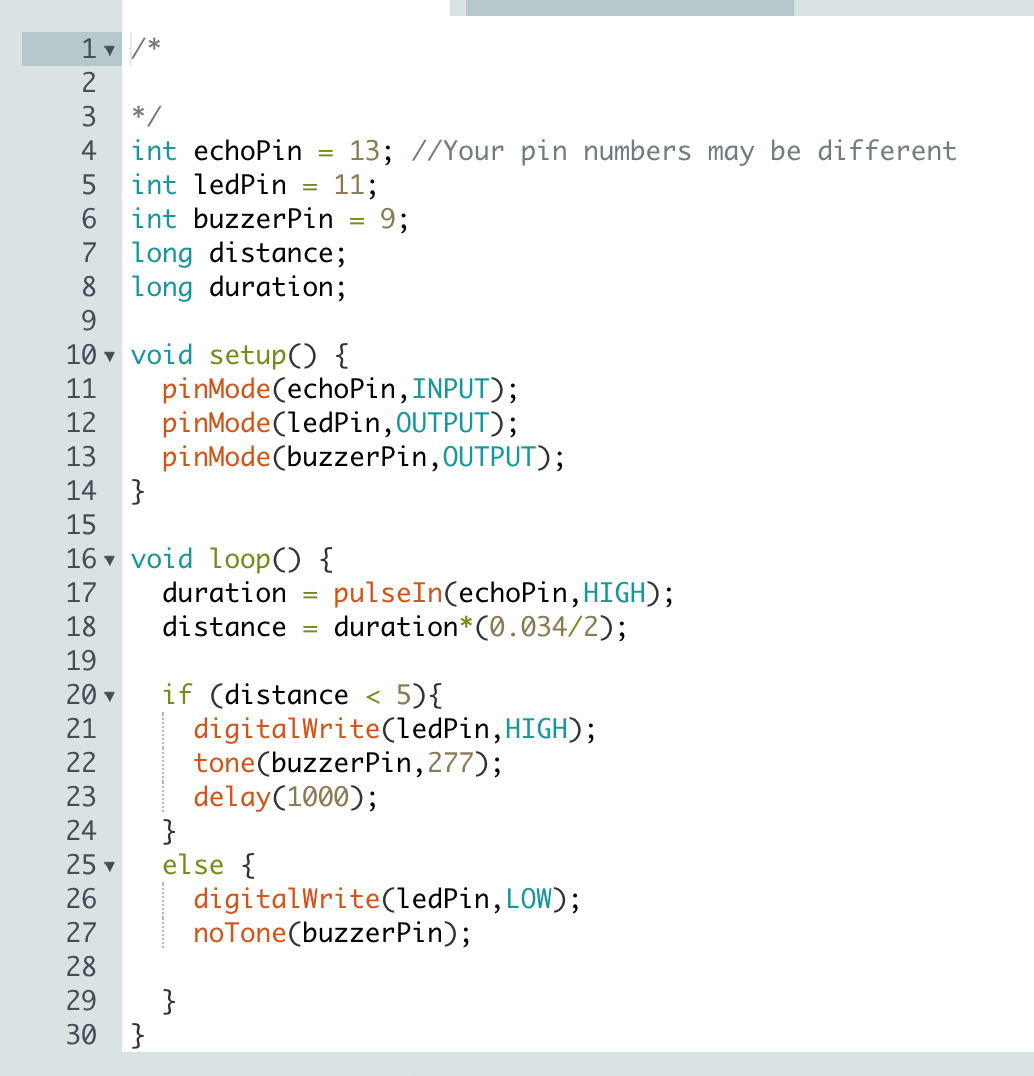 1 /*
2
3 */
4 int echoPin = 13; //Your pin numbers may be different
5 int ledPin = 11;
6 int buzzerPin = 9;
7 long distance;
8 long duration;
9
10 void setup() {
11   pinMode(echoPin,INPUT);
12   pinMode(ledPin,OUTPUT);
13   pinMode(buzzerPin,OUTPUT);
14 }
15
16 void loop() {
17   duration = pulseIn(echoPin,HIGH);
18   distance = duration*(0.034/2);
19
20   if (distance < 5){
21     digitalWrite(ledPin,HIGH);
22     tone(buzzerPin,277);
23     delay(1000);
24   }
25   else {
26     digitalWrite(ledPin,LOW);
27     noTone(buzzerPin);
28
29   }
30 }